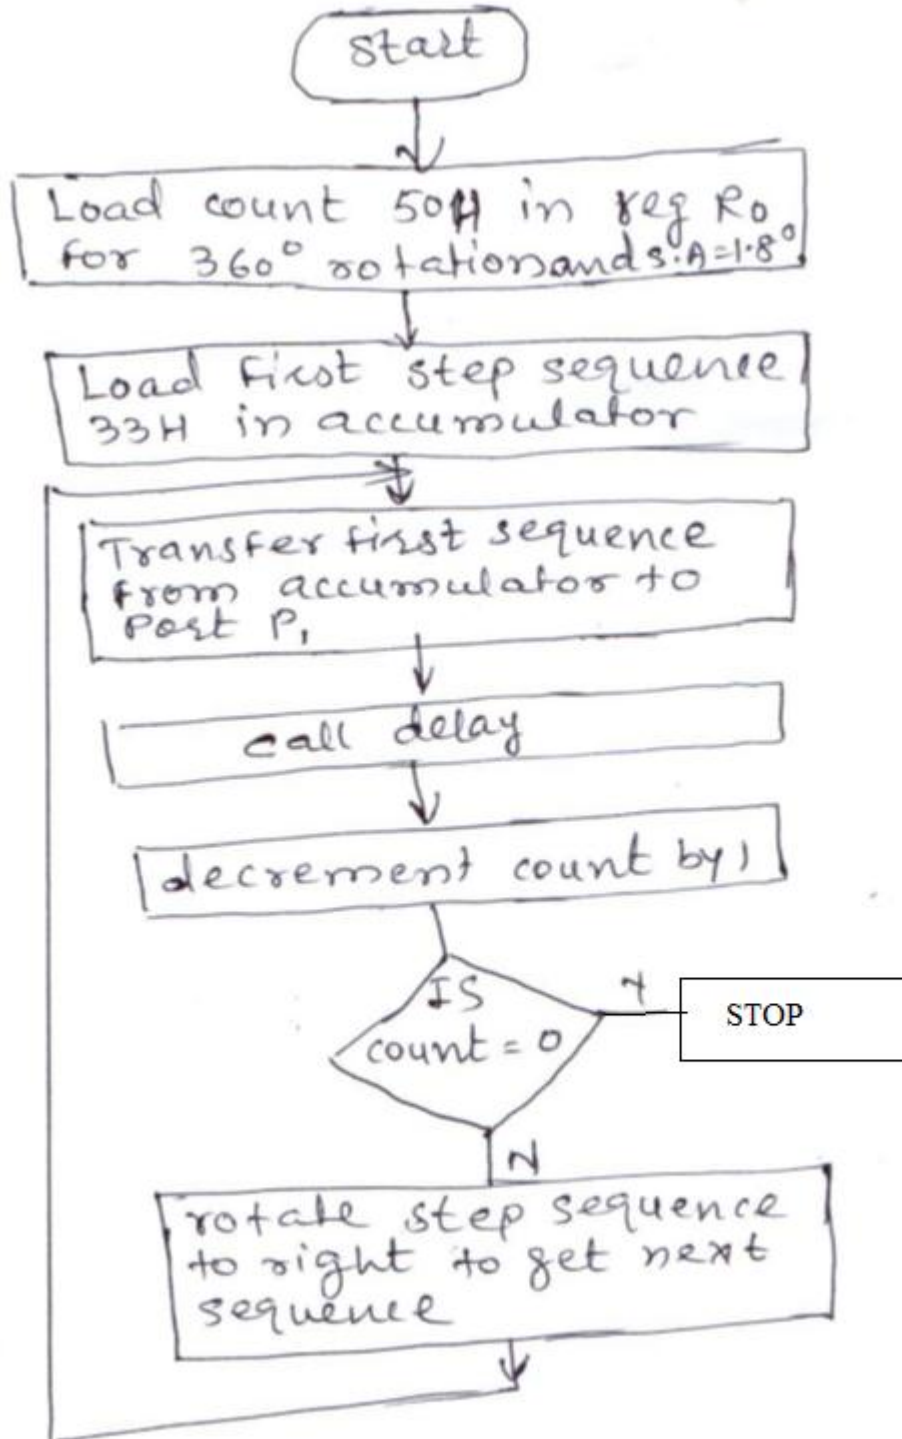 start
Load count 50H in reg R0
for 360° rotation and S.A=1.8°
Load first step sequence
33H in accumulator
Transfer first sequence
from accumulator to
Port P1
call delay
decrement count by 1
IS
count = 0
Y
STOP
N
rotate step sequence
to right to get next
sequence